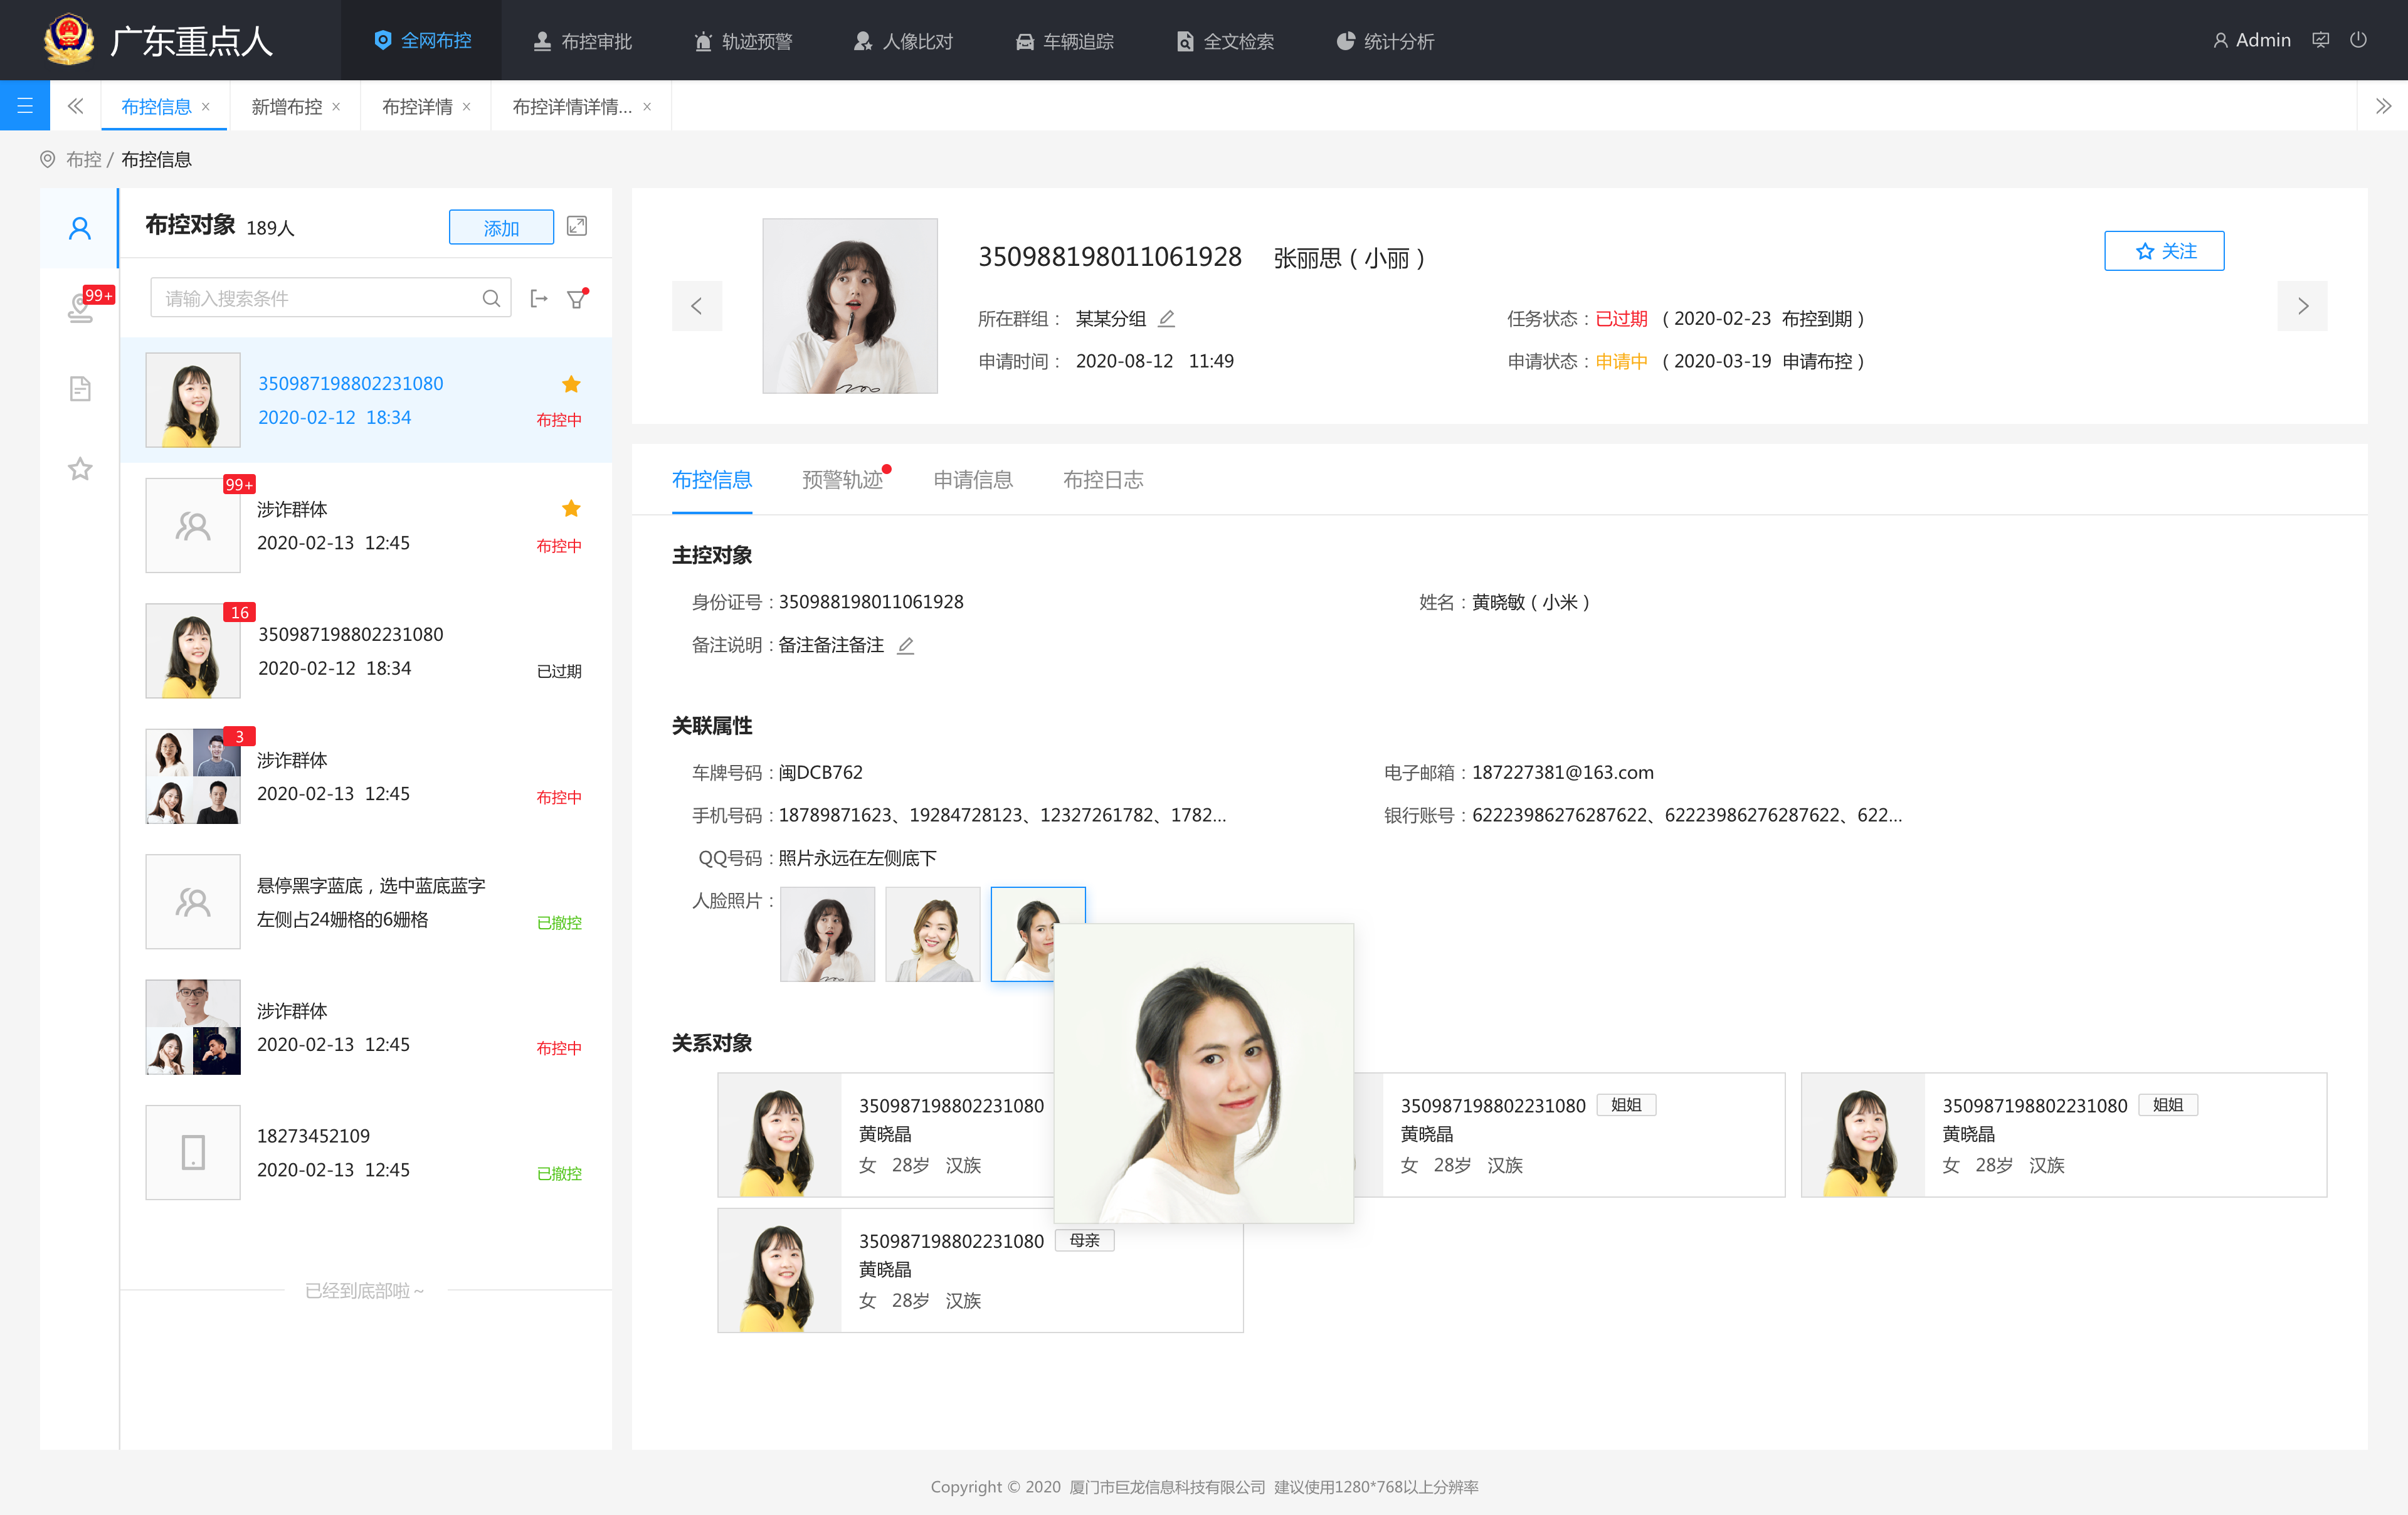 广东重点人
全网布控
布控审批
轨迹预警
人像比对
车辆追踪
全文检索
统计分析
Admin
布控信息
新增布控
布控详情
布控详情详情...
布控 / 布控信息
布控对象 189人
添加
请输入搜索条件
99+
350987198802231080
2020-02-12 18:34
布控中
99+
涉诈群体
2020-02-13 12:45
布控中
16
350987198802231080
2020-02-12 18:34
已过期
3
涉诈群体
2020-02-13 12:45
布控中
悬停黑字蓝底，选中蓝底蓝字
左侧占24姗格的6姗格
已撤控
涉诈群体
2020-02-13 12:45
布控中
18273452109
2020-02-13 12:45
已撤控
已经到底部啦～
350988198011061928 张丽思（小丽）
关注
所在群组： 某某分组
任务状态：已过期 （2020-02-23 布控到期）
申请时间： 2020-08-12 11:49
申请状态：申请中 （2020-03-19 申请布控）
布控信息
预警轨迹
申请信息
布控日志
主控对象
身份证号：350988198011061928
姓名：黄晓敏（小米）
备注说明：备注备注备注
关联属性
车牌号码：闽DCB762
电子邮箱：187227381@163.com
手机号码：18789871623、19284728123、12327261782、1782...
银行账号：62223986276287622、62223986276287622、622...
QQ号码：照片永远在左侧底下
人脸照片：
关系对象
350987198802231080
黄晓晶
女 28岁 汉族
350987198802231080 姐姐
黄晓晶
女 28岁 汉族
350987198802231080 姐姐
黄晓晶
女 28岁 汉族
350987198802231080 母亲
黄晓晶
女 28岁 汉族
Copyright © 2020 厦门市巨龙信息科技有限公司 建议使用1280*768以上分辨率